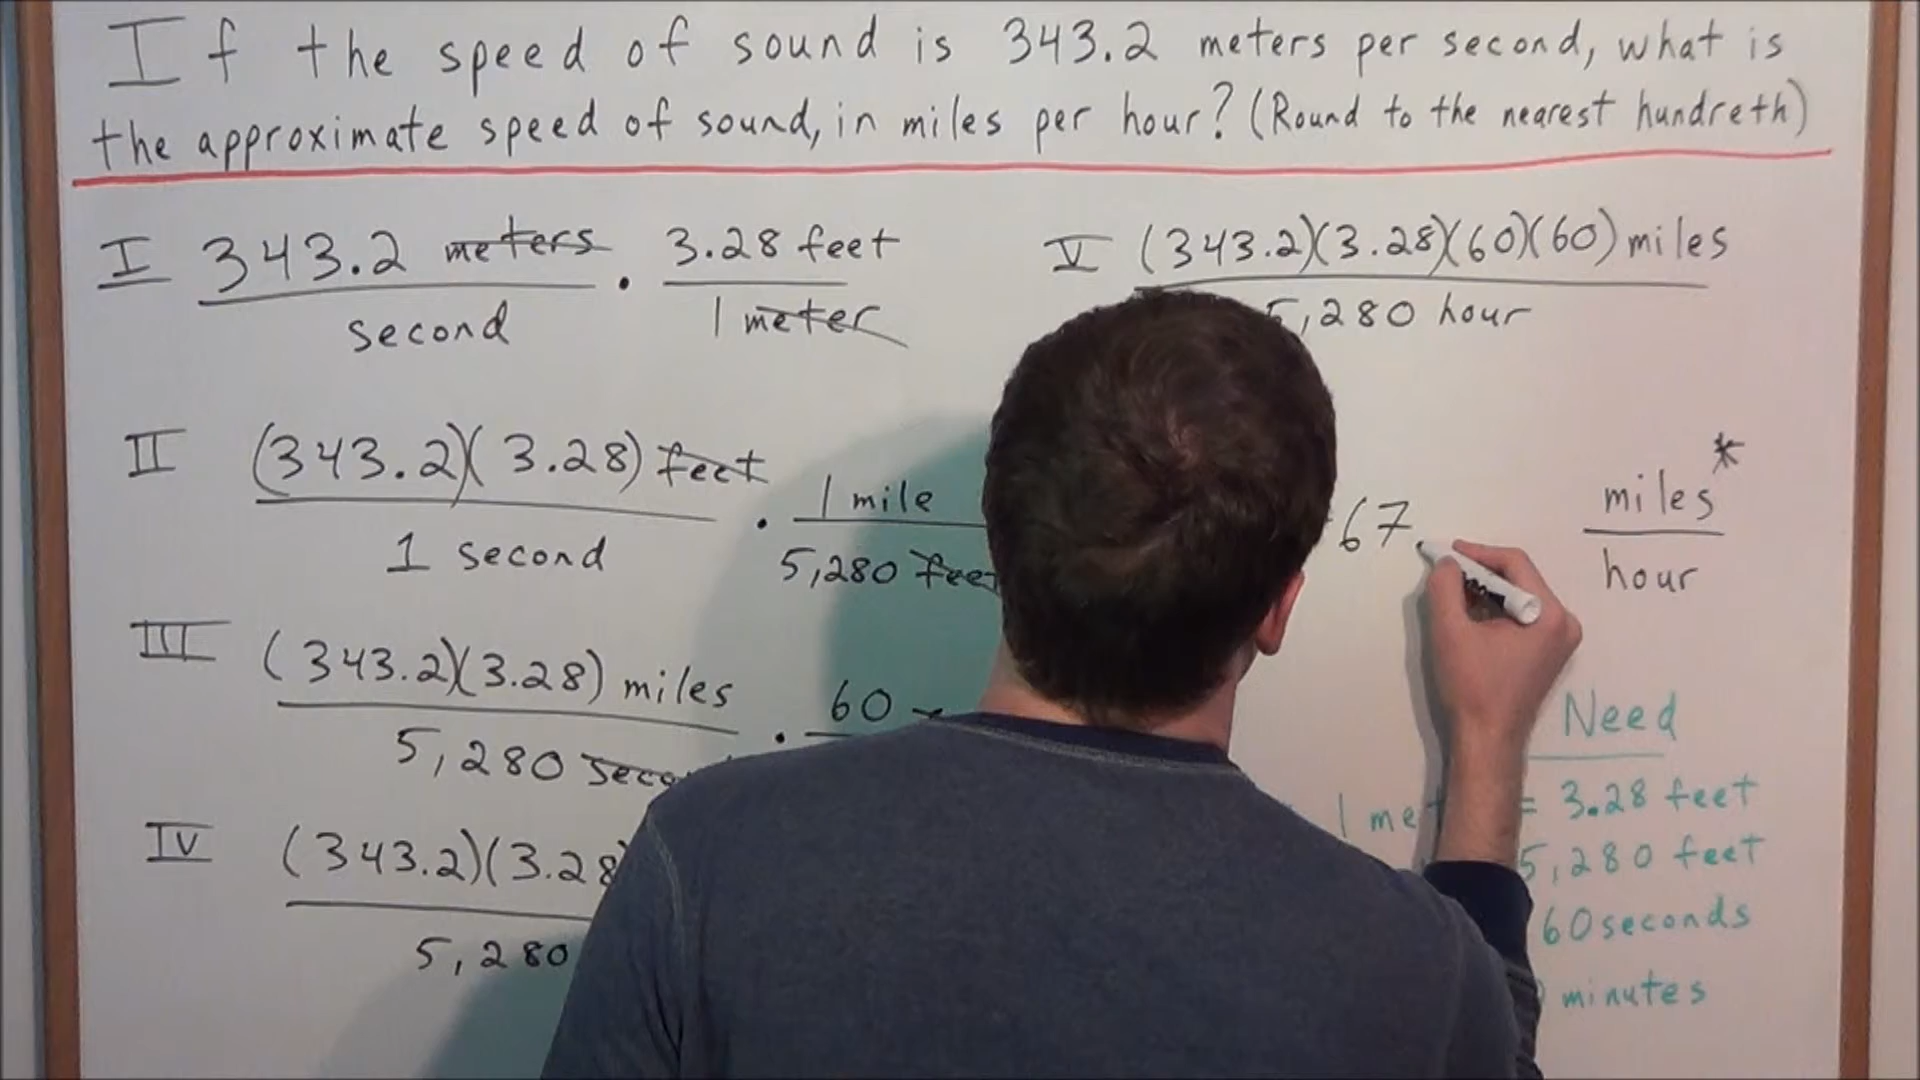 If the speed of sound is 343.2 meters per second, what is
the approximate speed of sound, in miles per hour? (Round to the nearest hundreth)
I 343.2 meters . 3.28 feet
second 1 meter
II (343.2)(3.28) feet . 1 mile
1 second 5,280 feet
III (343.2)(3.28) miles . 60
5,280
IV (343.2)(3.28
5,280
V (343.2)(3.28)(60)(60) miles
5,280 hour
67. miles*
hour
Need
1 = 3.28 feet
5,280 feet
60 seconds
minutes